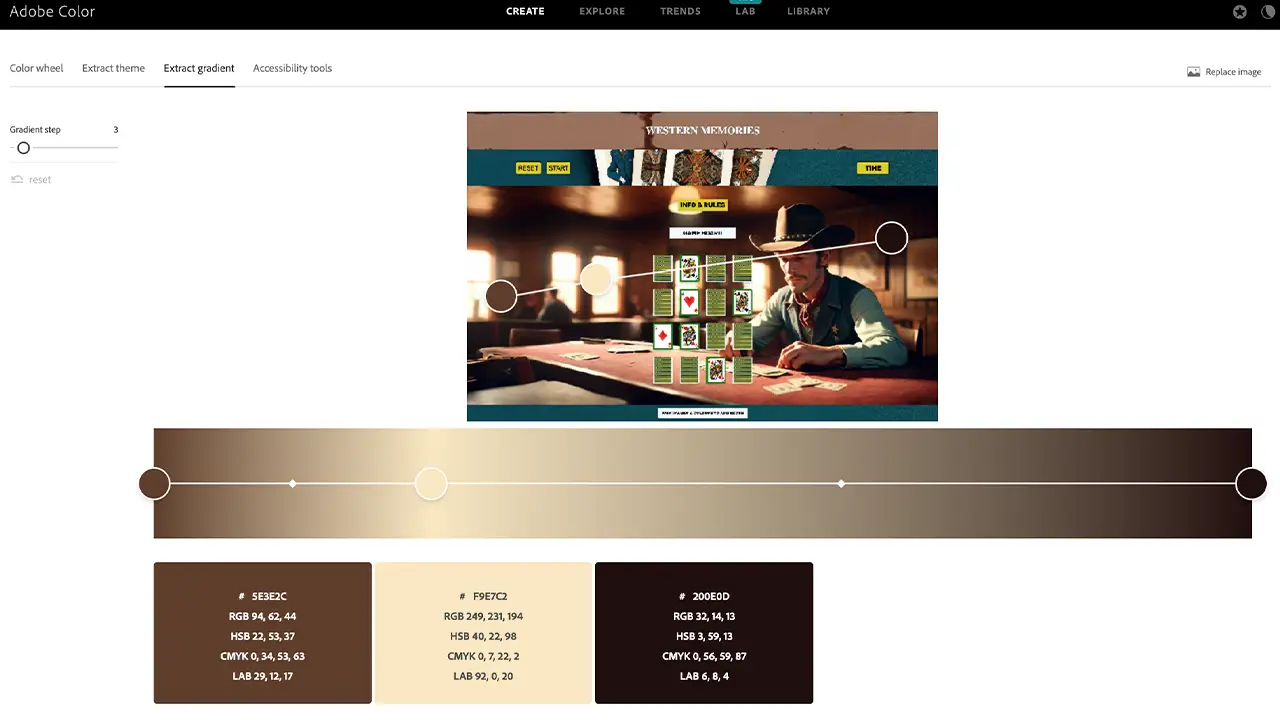 Adobe Color
CREATE EXPLORE TRENDS LAB LIBRARY
Color wheel Extract theme Extract gradient Accessibility tools
Replace image
Gradient step 3
reset
WESTERN MEMORIES
RESET START TIME
INFO & RULES
# 5E3E2C
RGB 94, 62, 44
HSB 22, 53, 37
CMYK 0, 34, 53, 63
LAB 29, 12, 17
# F9E7C2
RGB 249, 231, 194
HSB 40, 22, 98
CMYK 0, 7, 22, 2
LAB 92, 0, 20
# 200E0D
RGB 32, 14, 13
HSB 3, 59, 13
CMYK 0, 56, 59, 87
LAB 6, 8, 4